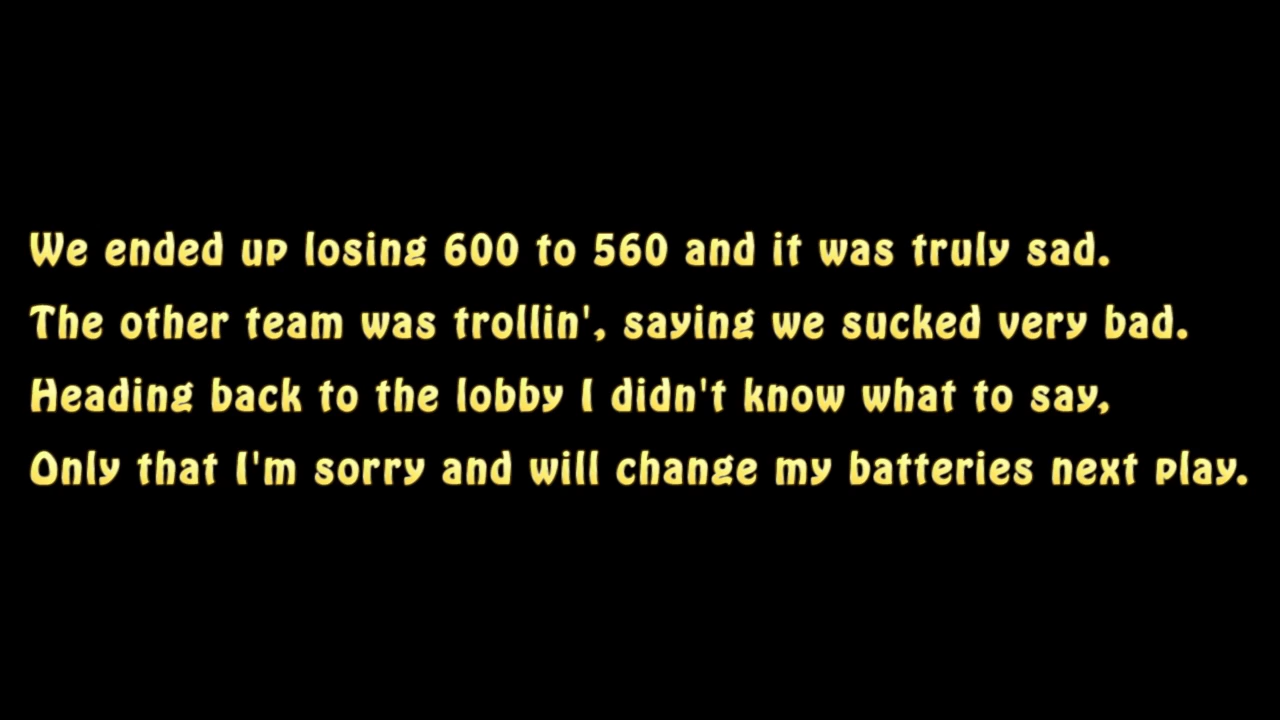 We ended up losing 600 to 560 and it was truly sad.
The other team was trollin', saying we sucked very bad.
Heading back to the lobby I didn't know what to say,
Only that I'm sorry and will change my batteries next play.